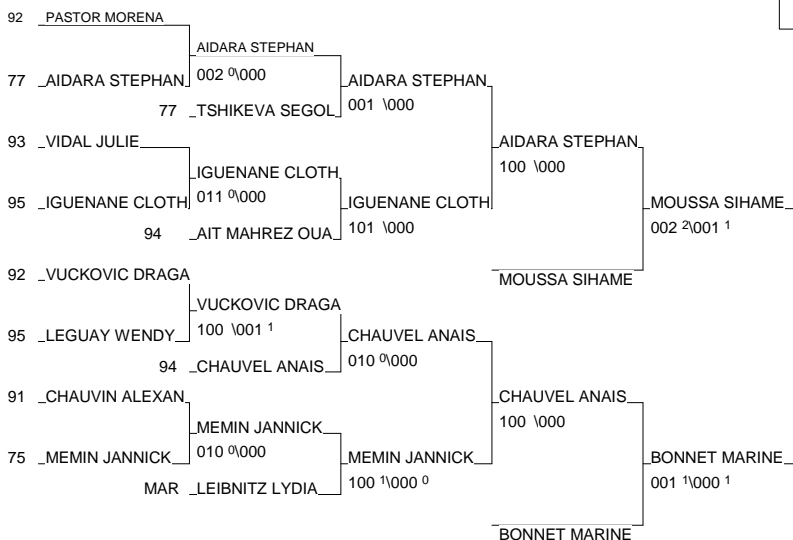 92 PASTOR MORENA
AIDARA STEPHAN
77 AIDARA STEPHAN 002 0\000 AIDARA STEPHAN
77 TSHIKEVA SEGOL 001 \000
93 VIDAL JULIE AIDARA STEPHAN
IGUENANE CLOTH 100 \000
95 IGUENANE CLOTH 011 0\000 IGUENANE CLOTH MOUSSA SIHAME
94 AIT MAHREZ OUA 101 \000 002 2\001 1
92 VUCKOVIC DRAGA MOUSSA SIHAME
VUCKOVIC DRAGA
95 LEGUAY WENDY 100 \001 1 CHAUVEL ANAIS
94 CHAUVEL ANAIS 010 0\000
91 CHAUVIN ALEXAN CHAUVEL ANAIS
MEMIN JANNICK 100 \000
75 MEMIN JANNICK 010 0\000 MEMIN JANNICK BONNET MARINE
MAR LEIBNITZ LYDIA 100 1\000 0 001 1\000 1
BONNET MARINE